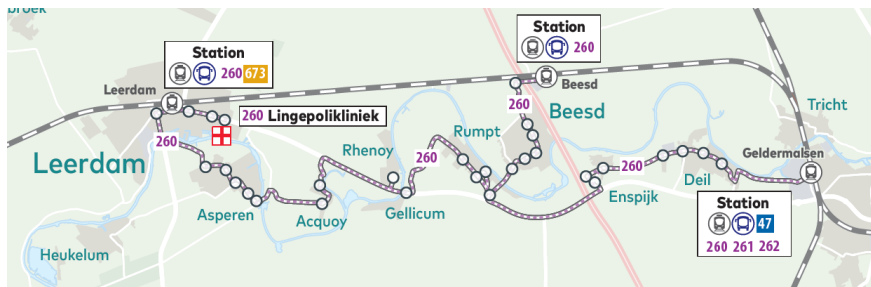 broek
Station
260 673
Leerdam
260 Lingepolikliniek
260
Leerdam
Asperen
Heukelum
Rhenoy
Acquoy
260
Gellicum
Rumpt
Station
260
Beesd
260
Beesd
Enspijk
260
Deil
Tricht
Geldermalsen
Station
47
260 261 262